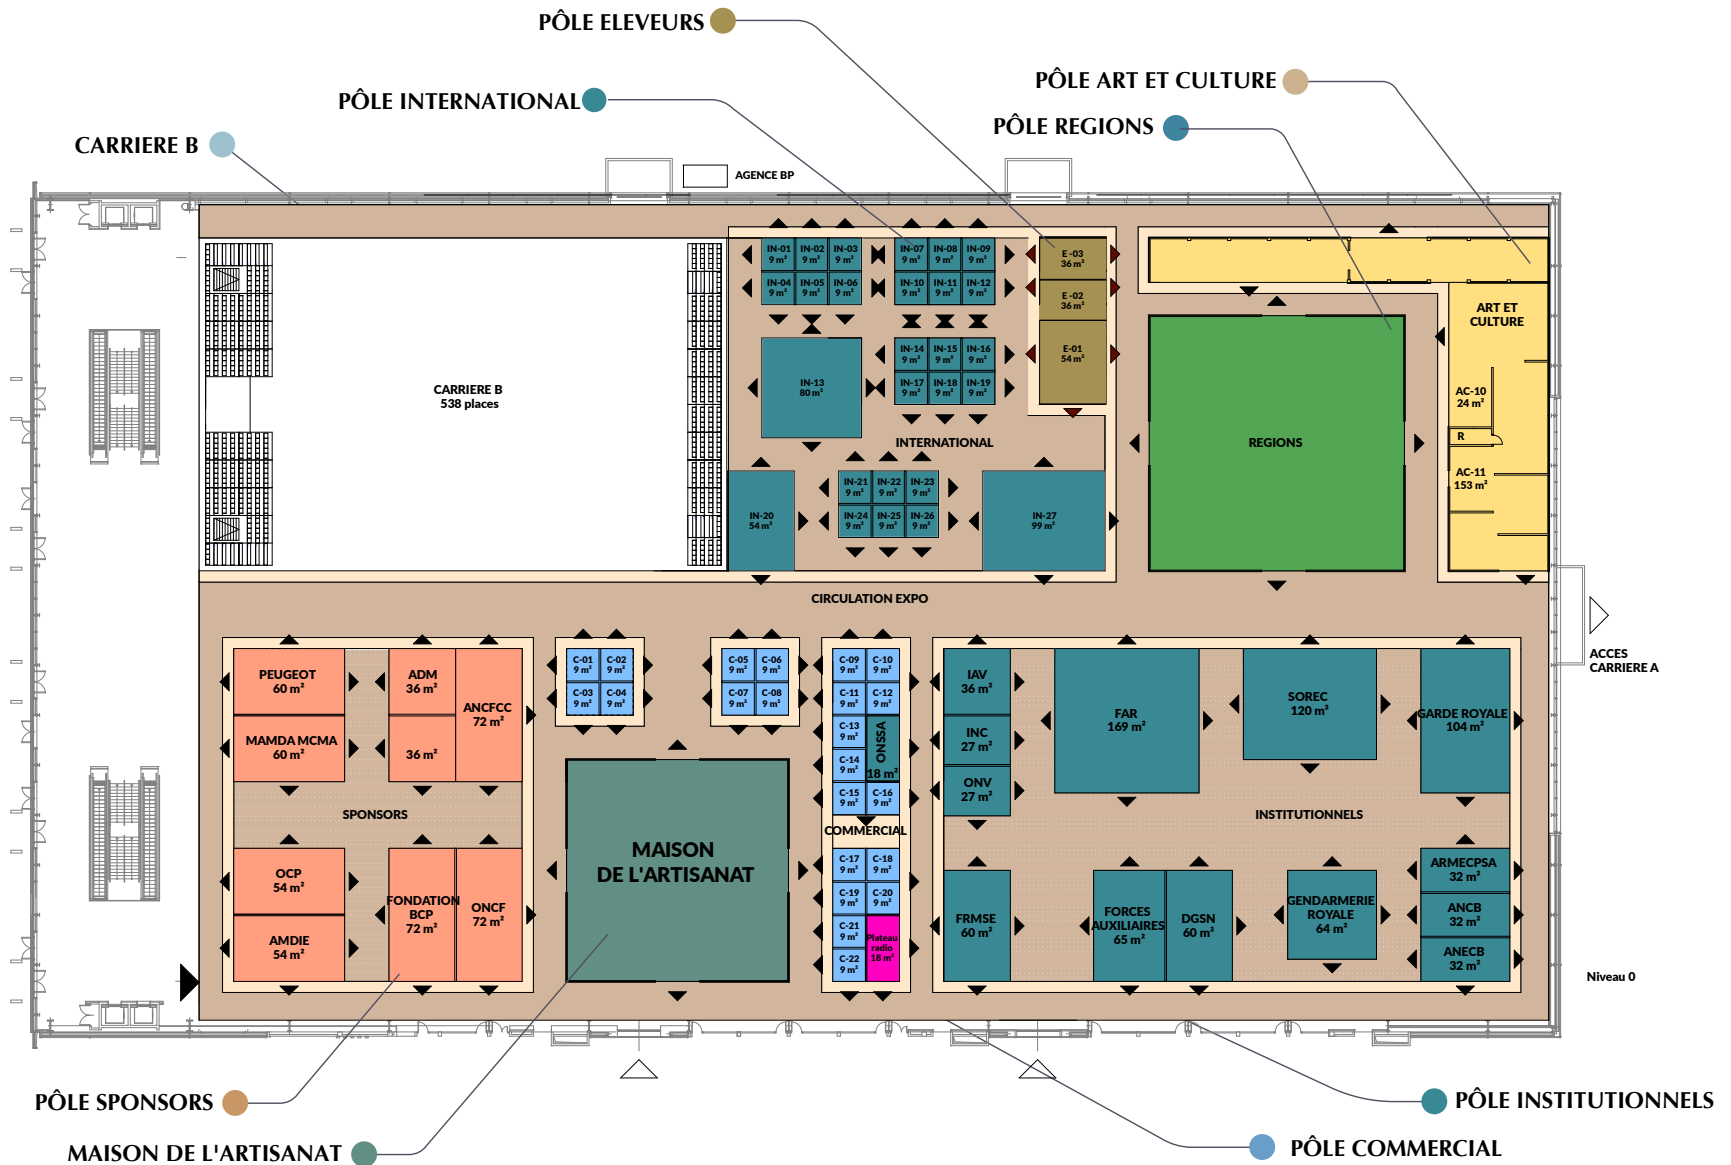 PÔLE ELEVEURS
PÔLE ART ET CULTURE
PÔLE INTERNATIONAL
PÔLE REGIONS
CARRIERE B
AGENCE BP
IN-01
9 m²
IN-02
9 m²
IN-03
9 m²
IN-04
9 m²
IN-05
9 m²
IN-06
9 m²
IN-07
9 m²
IN-08
9 m²
IN-09
9 m²
IN-10
9 m²
IN-11
9 m²
IN-12
9 m²
E -03
36 m²
E -02
36 m²
E-01
54 m²
ART ET
CULTURE
CARRIERE B
538 places
IN-13
80 m²
IN-14
9 m²
IN-15
9 m²
IN-16
9 m²
IN-17
9 m²
IN-18
9 m²
IN-19
9 m²
AC-10
24 m²
R
AC-11
153 m²
INTERNATIONAL
REGIONS
IN-20
54 m²
IN-21
9 m²
IN-22
9 m²
IN-23
9 m²
IN-24
9 m²
IN-25
9 m²
IN-26
9 m²
IN-27
99 m²
CIRCULATION EXPO
ACCES
CARRIERE A
PEUGEOT
60 m²
ADM
36 m²
ANCFCC
72 m²
MAMDA MCMA
60 m²
36 m²
SPONSORS
OCP
54 m²
AMDIE
54 m²
FONDATION
BCP
72 m²
ONCF
72 m²
C-01
9 m²
C-02
9 m²
C-03
9 m²
C-04
9 m²
C-05
9 m²
C-06
9 m²
C-07
9 m²
C-08
9 m²
MAISON
DE L'ARTISANAT
C-09
9 m²
C-10
9 m²
C-11
9 m²
C-12
9 m²
C-13
9 m²
ONSSA
18 m²
C-14
9 m²
C-15
9 m²
C-16
9 m²
COMMERCIAL
C-17
9 m²
C-18
9 m²
C-19
9 m²
C-20
9 m²
C-21
9 m²
Plateau
radio
18 m²
C-22
9 m²
IAV
36 m²
INC
27 m²
ONV
27 m²
FAR
169 m²
SOREC
120 m²
GARDE ROYALE
104 m²
INSTITUTIONNELS
FRMSE
60 m²
FORCES
AUXILIAIRES
65 m²
DGSN
60 m²
GENDARMERIE
ROYALE
64 m²
ARMECPSA
32 m²
ANCB
32 m²
ANECB
32 m²
Niveau 0
PÔLE SPONSORS
PÔLE INSTITUTIONNELS
MAISON DE L'ARTISANAT
PÔLE COMMERCIAL